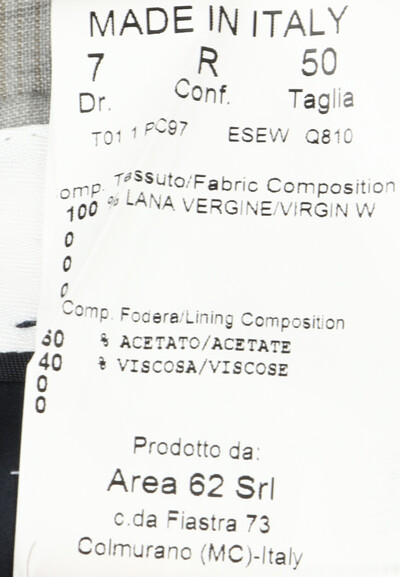 MADE IN ITALY
7 R 50
Dr. Conf. Taglia
T01 1 PC97 ESEW Q810
omp. Tessuto/Fabric Composition
100 % LANA VERGINE/VIRGIN W
0
0
0
Comp. Fodera/Lining Composition
60 % ACETATO/ACETATE
40 % VISCOSA/VISCOSE
0
0
Prodotto da:
Area 62 Srl
c.da Fiastra 73
Colmurano (MC)-Italy